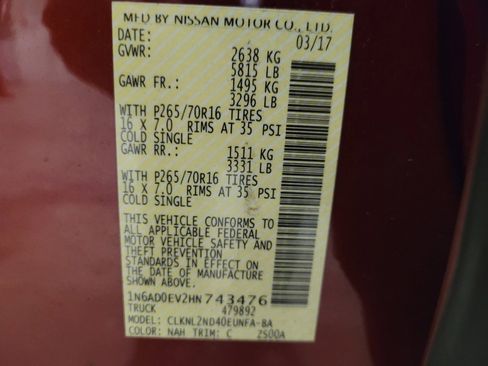 MFD BY NISSAN MOTOR CO., LTD.
DATE: 03/17
GVWR: 2638 KG
5815 LB
GAWR FR.: 1495 KG
3296 LB
WITH P265/70R16 TIRES
16 X 7.0 RIMS AT 35 PSI
COLD SINGLE
GAWR RR.: 1511 KG
3331 LB
WITH P265/70R16 TIRES
16 X 7.0 RIMS AT 35 PSI
COLD SINGLE
THIS VEHICLE CONFORMS TO
ALL APPLICABLE FEDERAL
MOTOR VEHICLE SAFETY AND
THEFT PREVENTION
STANDARDS IN EFFECT ON
THE DATE OF MANUFACTURE
SHOWN ABOVE.
1N6AD0EV2HN743476
TRUCK 479892
MODEL: CLKNL2ND40EUNFA-BA
COLOR: NAH TRIM: C 2S00A